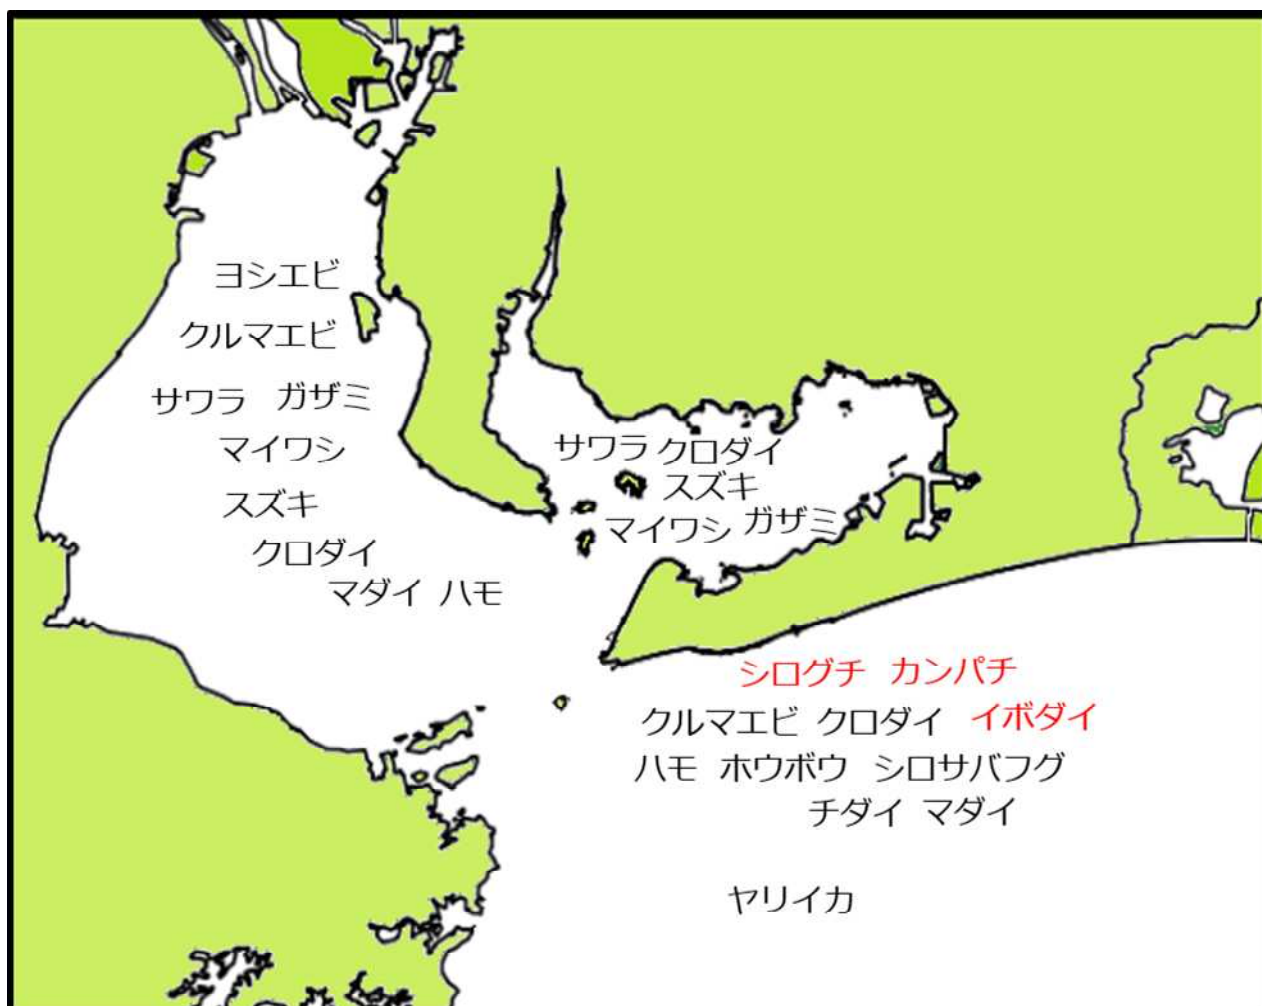 ヨシエビ
クルマエビ
サワラ ガザミ
マイワシ
スズキ
クロダイ
マダイ ハモ
サワラ クロダイ
スズキ
マイワシ ガザミ
シログチ カンパチ
クルマエビ クロダイ イボダイ
ハモ ホウボウ シロサバフグ
チダイ マダイ
ヤリイカ